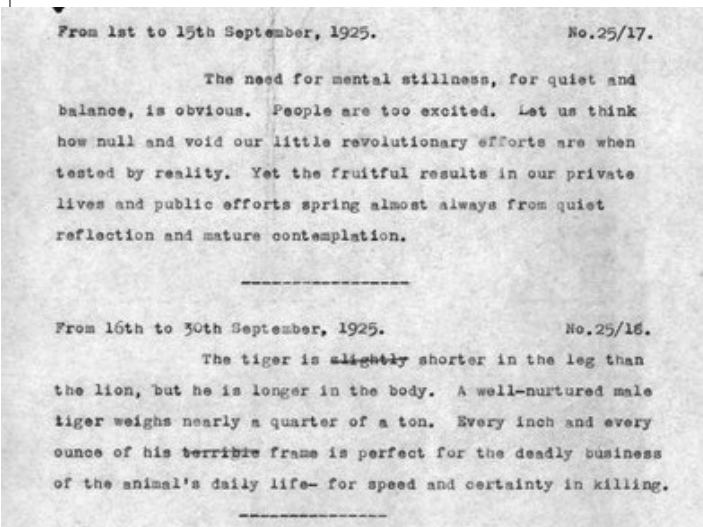 From 1st to 15th September, 1925. No.25/17.
The need for mental stillness, for quiet and
balance, is obvious. People are too excited. Let us think
how null and void our little revolutionary efforts are when
tested by reality. Yet the fruitful results in our private
lives and public efforts spring almost always from quiet
reflection and mature contemplation.
-----------------
From 16th to 30th September, 1925. No.25/18.
The tiger is slightly shorter in the leg than
the lion, but he is longer in the body. A well-nurtured male
tiger weighs nearly a quarter of a ton. Every inch and every
ounce of his terrible frame is perfect for the deadly business
of the animal's daily life- for speed and certainty in killing.
---------------